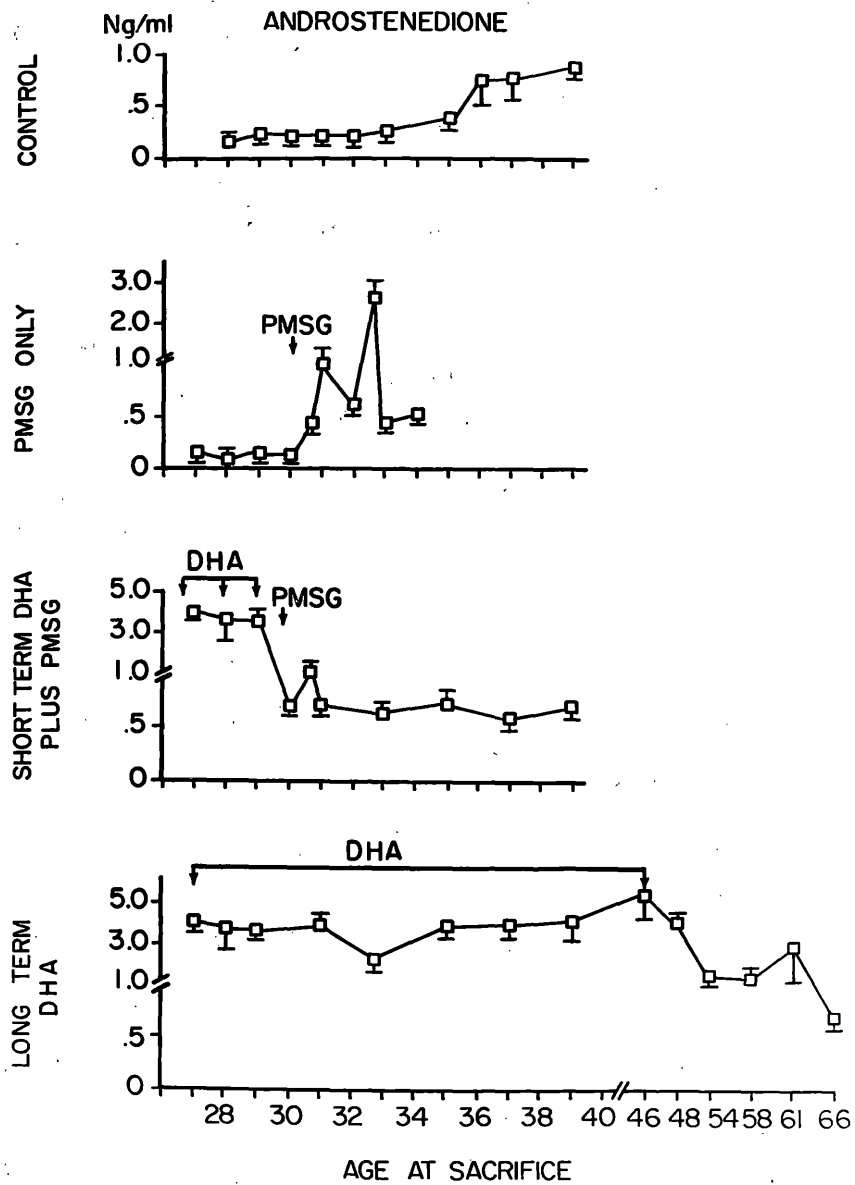 Ng/ml ANDROSTENEDIONE
CONTROL
1.0
.5
0
PMSG ONLY
3.0
2.0
1.0
.5
0
PMSG
SHORT TERM DHA
PLUS PMSG
DHA
PMSG
5.0
3.0
1.0
.5
0
LONG TERM
DHA
DHA
5.0
3.0
1.0
.5
0
28 30 32 34 36 38 40 46 48 54 58 61 66
AGE AT SACRIFICE